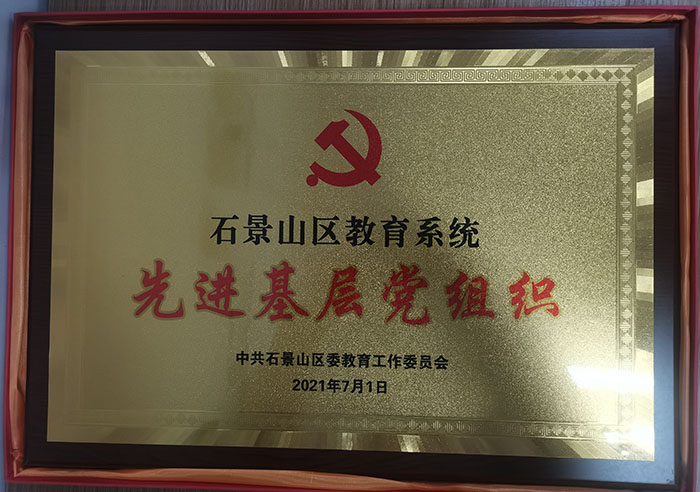 石景山区教育系统
先进基层党组织
中共石景山区委教育工作委员会
2021年7月1日